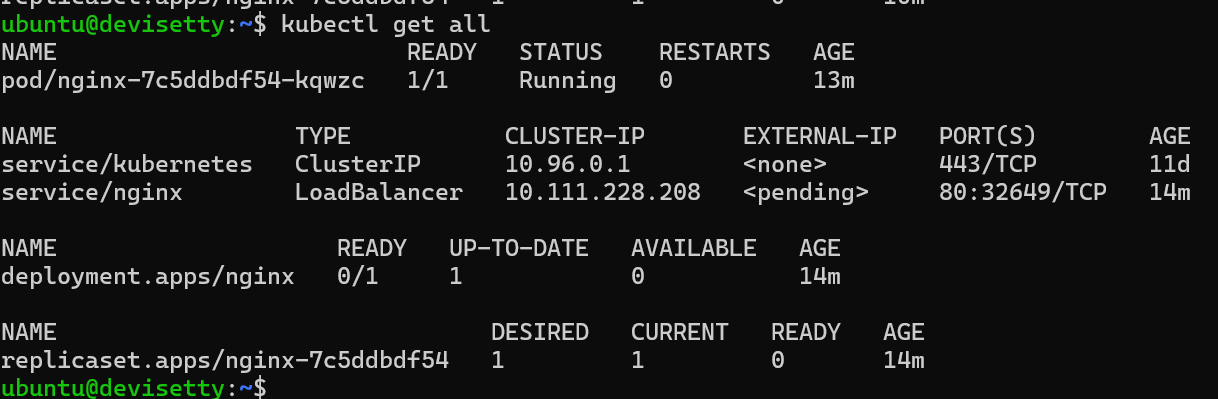 replicaset.apps/nginx-7c5ddbdf54 1 1 0 10m
ubuntu@devisetty:~$ kubectl get all
NAME READY STATUS RESTARTS AGE
pod/nginx-7c5ddbdf54-kqwzc 1/1 Running 0 13m
NAME TYPE CLUSTER-IP EXTERNAL-IP PORT(S) AGE
service/kubernetes ClusterIP 10.96.0.1 <none> 443/TCP 11d
service/nginx LoadBalancer 10.111.228.208 <pending> 80:32649/TCP 14m
NAME READY UP-TO-DATE AVAILABLE AGE
deployment.apps/nginx 0/1 1 0 14m
NAME DESIRED CURRENT READY AGE
replicaset.apps/nginx-7c5ddbdf54 1 1 0 14m
ubuntu@devisetty:~$